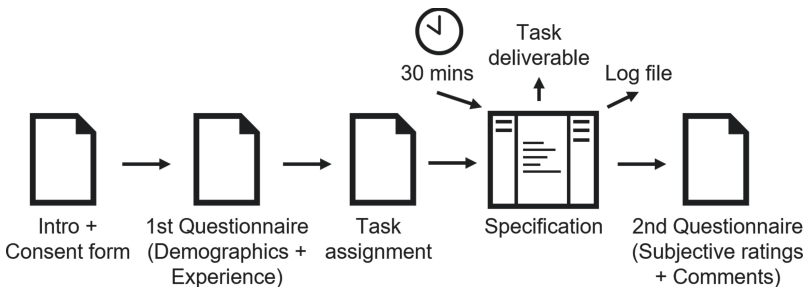 30 mins
Task
deliverable
Log file
Intro +
Consent form
1st Questionnaire
(Demographics +
Experience)
Task
assignment
Specification
2nd Questionnaire
(Subjective ratings
+ Comments)